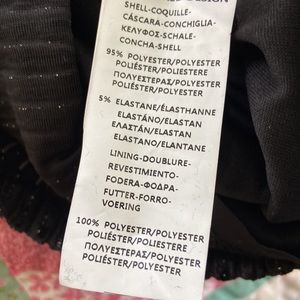 DESIGN
SHELL-COQUILLE-
CÁSCARA-CONCHIGLIA-
ΚΕΛΥΦΟΣ-SCHALE-
CONCHA-SHELL
95% POLYESTER/POLYESTER
POLIÉSTER/POLIESTERE
ΠΟΛΥΕΣΤΕΡΑΣ/POLYESTER
POLIÉSTER/POLYESTER
5% ELASTANE/ÉLASTHANNE
ELASTÁNO/ELASTAN
ΕΛΑΣΤΑΝ/ELASTAN
ELASTANO/ELANTANE
LINING-DOUBLURE-
REVESTIMIENTO-
FODERA-ΦΟΔΡΑ-
FUTTER-FORRO-
VOERING
100% POLYESTER/POLYESTER
POLIÉSTER/POLIESTERE
ΠΟΛΥΕΣΤΕΡΑΣ/POLYESTER
POLIÉSTER/POLYESTER